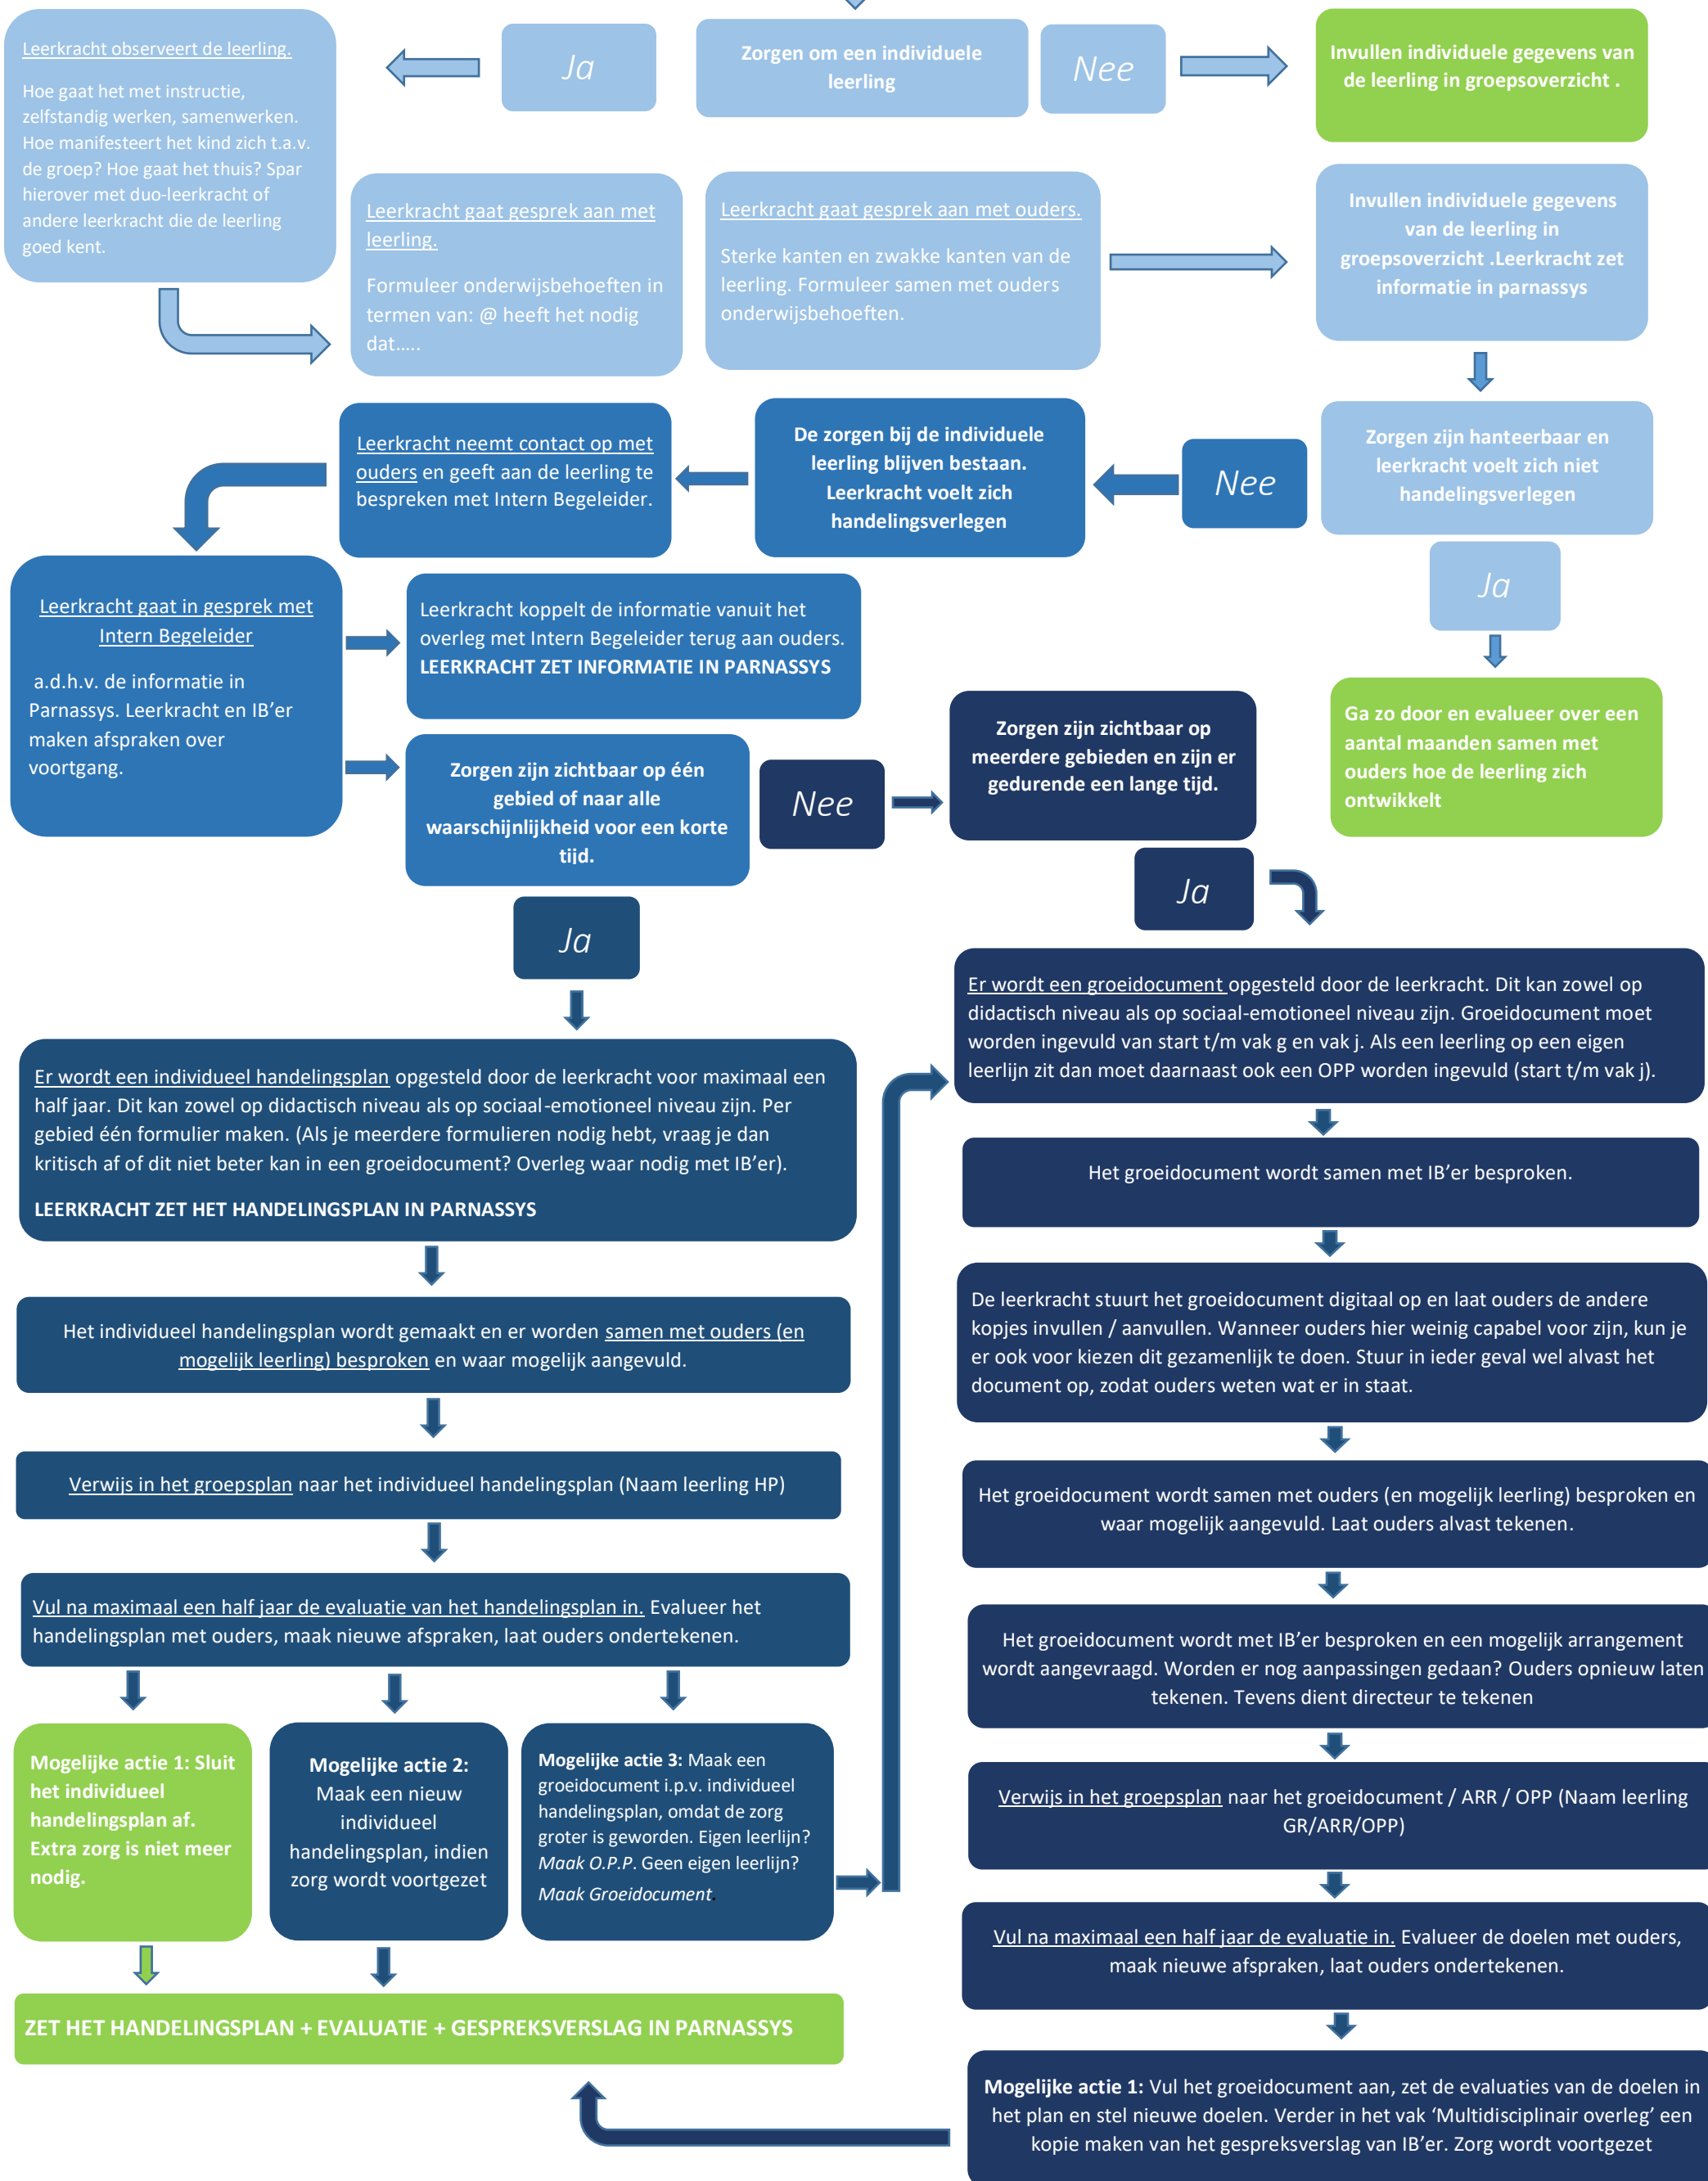 Leerkracht observeert de leerling.
Hoe gaat het met instructie,
zelfstandig werken, samenwerken.
Hoe manifesteert het kind zich t.a.v.
de groep? Hoe gaat het thuis? Spar
hierover met duo-leerkracht of
andere leerkracht die de leerling
goed kent.
Ja
Zorgen om een individuele
leerling
Nee
Invullen individuele gegevens van
de leerling in groepsoverzicht .
Leerkracht gaat gesprek aan met
leerling.
Formuleer onderwijsbehoeften in
termen van: @ heeft het nodig
dat…..
Leerkracht gaat gesprek aan met ouders.
Sterke kanten en zwakke kanten van de
leerling. Formuleer samen met ouders
onderwijsbehoeften.
Invullen individuele gegevens
van de leerling in
groepsoverzicht .Leerkracht zet
informatie in parnassys
Zorgen zijn hanteerbaar en
leerkracht voelt zich niet
handelingsverlegen
Nee
De zorgen bij de individuele
leerling blijven bestaan.
Leerkracht voelt zich
handelingsverlegen
Leerkracht neemt contact op met
ouders en geeft aan de leerling te
bespreken met Intern Begeleider.
Ja
Ga zo door en evalueer over een
aantal maanden samen met
ouders hoe de leerling zich
ontwikkelt
Leerkracht gaat in gesprek met
Intern Begeleider
a.d.h.v. de informatie in
Parnassys. Leerkracht en IB’er
maken afspraken over
voortgang.
Leerkracht koppelt de informatie vanuit het
overleg met Intern Begeleider terug aan ouders.
LEERKRACHT ZET INFORMATIE IN PARNASSYS
Zorgen zijn zichtbaar op één
gebied of naar alle
waarschijnlijkheid voor een korte
tijd.
Nee
Zorgen zijn zichtbaar op
meerdere gebieden en zijn er
gedurende een lange tijd.
Ja
Ja
Er wordt een individueel handelingsplan opgesteld door de leerkracht voor maximaal een
half jaar. Dit kan zowel op didactisch niveau als op sociaal-emotioneel niveau zijn. Per
gebied één formulier maken. (Als je meerdere formulieren nodig hebt, vraag je dan
kritisch af of dit niet beter kan in een groeidocument? Overleg waar nodig met IB’er).
LEERKRACHT ZET HET HANDELINGSPLAN IN PARNASSYS
Het individueel handelingsplan wordt gemaakt en er worden samen met ouders (en
mogelijk leerling) besproken en waar mogelijk aangevuld.
Verwijs in het groepsplan naar het individueel handelingsplan (Naam leerling HP)
Vul na maximaal een half jaar de evaluatie van het handelingsplan in. Evalueer het
handelingsplan met ouders, maak nieuwe afspraken, laat ouders ondertekenen.
Mogelijke actie 1: Sluit
het individueel
handelingsplan af.
Extra zorg is niet meer
nodig.
Mogelijke actie 2:
Maak een nieuw
individueel
handelingsplan, indien
zorg wordt voortgezet
Mogelijke actie 3: Maak een
groeidocument i.p.v. individueel
handelingsplan, omdat de zorg
groter is geworden. Eigen leerlijn?
Maak O.P.P. Geen eigen leerlijn?
Maak Groeidocument.
ZET HET HANDELINGSPLAN + EVALUATIE + GESPREKSVERSLAG IN PARNASSYS
Er wordt een groeidocument opgesteld door de leerkracht. Dit kan zowel op
didactisch niveau als op sociaal-emotioneel niveau zijn. Groeidocument moet
worden ingevuld van start t/m vak g en vak j. Als een leerling op een eigen
leerlijn zit dan moet daarnaast ook een OPP worden ingevuld (start t/m vak j).
Het groeidocument wordt samen met IB’er besproken.
De leerkracht stuurt het groeidocument digitaal op en laat ouders de andere
kopjes invullen / aanvullen. Wanneer ouders hier weinig capabel voor zijn, kun je
er ook voor kiezen dit gezamenlijk te doen. Stuur in ieder geval wel alvast het
document op, zodat ouders weten wat er in staat.
Het groeidocument wordt samen met ouders (en mogelijk leerling) besproken en
waar mogelijk aangevuld. Laat ouders alvast tekenen.
Het groeidocument wordt met IB’er besproken en een mogelijk arrangement
wordt aangevraagd. Worden er nog aanpassingen gedaan? Ouders opnieuw laten
tekenen. Tevens dient directeur te tekenen
Verwijs in het groepsplan naar het groeidocument / ARR / OPP (Naam leerling
GR/ARR/OPP)
Vul na maximaal een half jaar de evaluatie in. Evalueer de doelen met ouders,
maak nieuwe afspraken, laat ouders ondertekenen.
Mogelijke actie 1: Vul het groeidocument aan, zet de evaluaties van de doelen in
het plan en stel nieuwe doelen. Verder in het vak ‘Multidisciplinair overleg’ een
kopie maken van het gespreksverslag van IB’er. Zorg wordt voortgezet